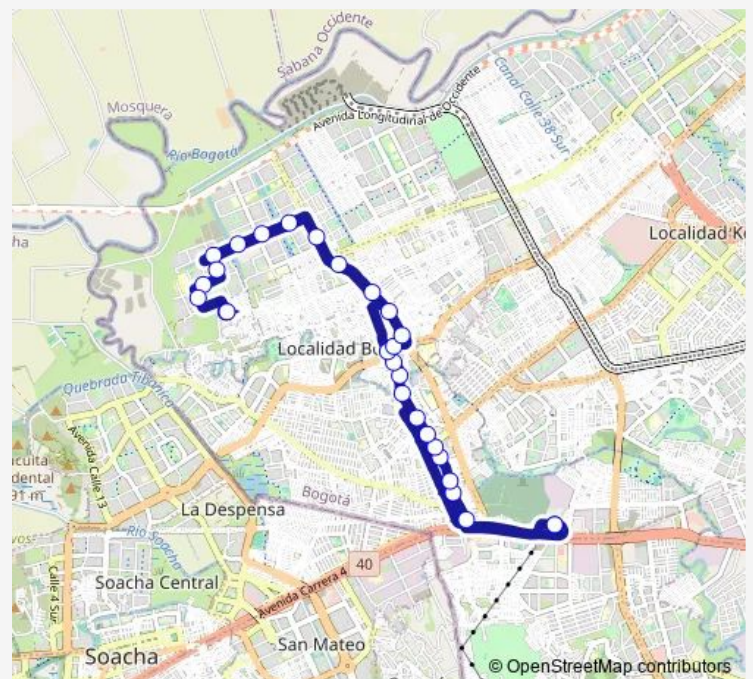 Sabana Occidente
Mosquera
Río Bogotá
Avenida Longitudinal de Occidente
Canal Calle 38 Sur
Localidad
Localidad
Quebrada Tibanica
Avenida Calle 13
La Despensa
Bogotá
Río Soacha
Soacha Central
Calle 4 Sur
40
Avenida Carrera 4
San Mateo
Soacha
© OpenStreetMap contributors